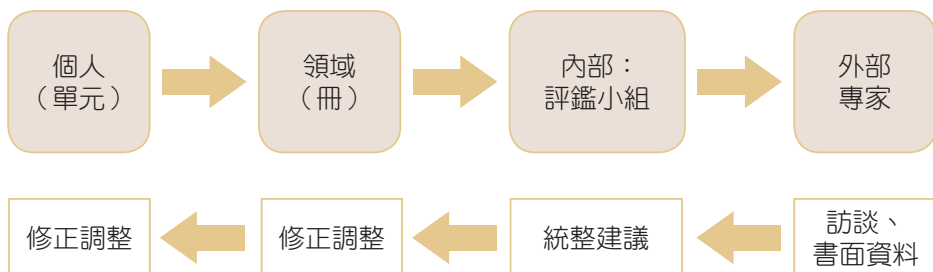 個人
（單元）
領域
（冊）
內部：
評鑑小組
外部
專家
修正調整
修正調整
統整建議
訪談、
書面資料